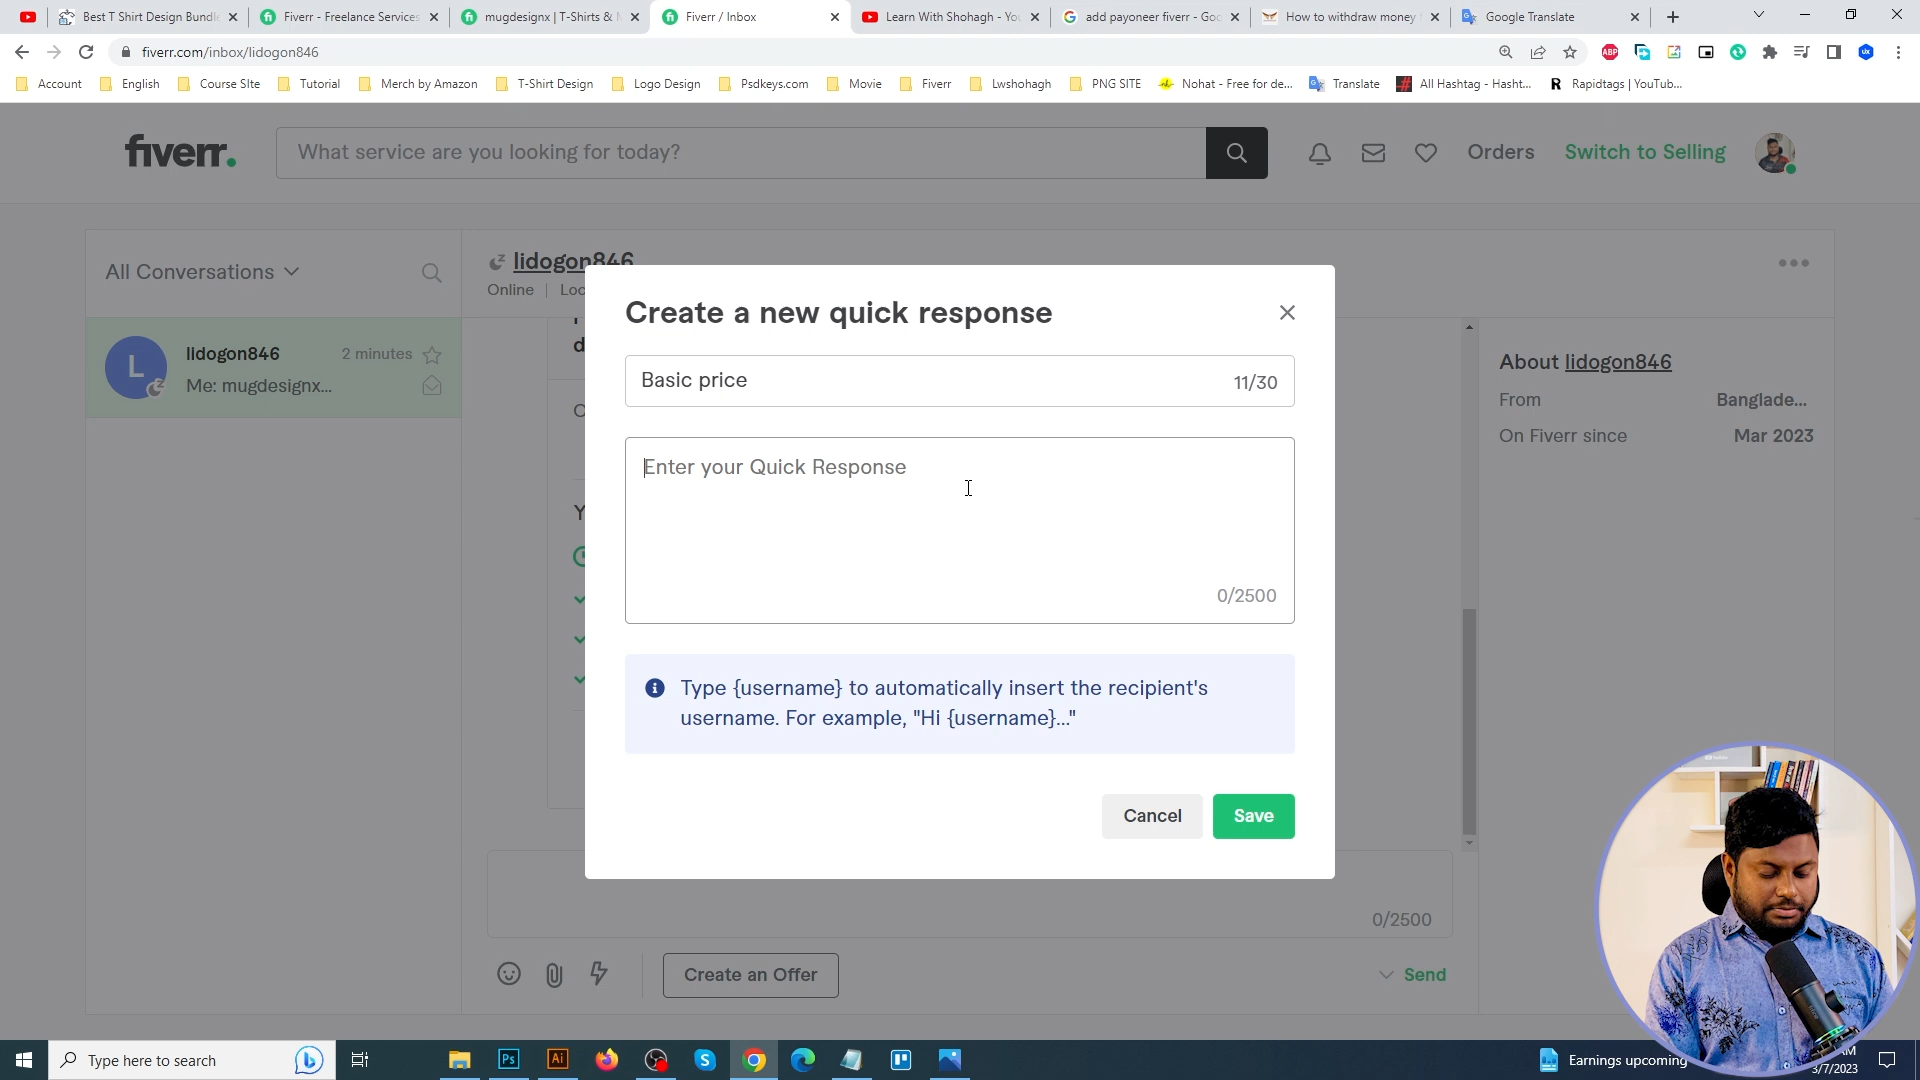 Best T Shirt Design Bundle
Fiverr - Freelance Services
mugdesignx | T-Shirts &
Fiverr / Inbox
Learn With Shohagh - You
add payoneer fiverr - Goo
How to withdraw money
Google Translate
fiverr.com/inbox/lidogon846
ABP
UX
Account
English
Course SIte
Tutorial
Merch by Amazon
T-Shirt Design
Logo Design
Psdkeys.com
Movie
Fiverr
Lwshohagh
PNG SITE
Nohat - Free for de...
Translate
All Hashtag - Hasht...
R
Rapidtags | YouTub...
fiverr.
What service are you looking for today?
Orders
Switch to Selling
All Conversations
lidogon846
Online | Loc
L
lidogon846
2 minutes
Me: mugdesignx...
About lidogon846
From Banglade...
On Fiverr since Mar 2023
Create a new quick response
Basic price
11/30
Enter your Quick Response
0/2500
Type {username} to automatically insert the recipient's
username. For example, "Hi {username}..."
Cancel
Save
0/2500
Create an Offer
Send
Type here to search
Ps
Ai
Earnings upcoming
AM
3/7/2023